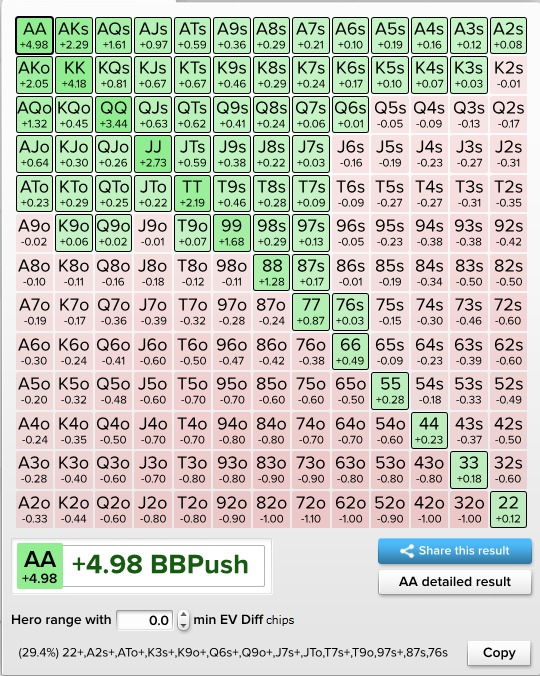 AA AKs AQs AJs ATs A9s A8s A7s A6s A5s A4s A3s A2s
+4.98 +2.29 +1.61 +0.97 +0.59 +0.36 +0.29 +0.21 +0.10 +0.19 +0.16 +0.12 +0.08
AKo KK KQs KJs KTs K9s K8s K7s K6s K5s K4s K3s K2s
+2.05 +4.18 +0.81 +0.67 +0.67 +0.46 +0.29 +0.24 +0.17 +0.10 +0.07 +0.03 -0.01
AQo KQo QQ QJs QTs Q9s Q8s Q7s Q6s Q5s Q4s Q3s Q2s
+1.32 +0.45 +3.44 +0.63 +0.62 +0.41 +0.24 +0.06 +0.01 -0.05 -0.09 -0.13 -0.17
AJo KJo QJo JJ JTs J9s J8s J7s J6s J5s J4s J3s J2s
+0.64 +0.30 +0.26 +2.73 +0.59 +0.38 +0.22 +0.03 -0.16 -0.19 -0.23 -0.27 -0.31
ATo KTo QTo JTo TT T9s T8s T7s T6s T5s T4s T3s T2s
+0.23 +0.29 +0.25 +0.22 +2.19 +0.46 +0.28 +0.09 -0.09 -0.27 -0.27 -0.31 -0.35
A9o K9o Q9o J9o T9o 99 98s 97s 96s 95s 94s 93s 92s
-0.02 +0.06 +0.02 -0.01 +0.07 +1.68 +0.29 +0.13 -0.05 -0.23 -0.38 -0.38 -0.42
A8o K8o Q8o J8o T8o 98o 88 87s 86s 85s 84s 83s 82s
-0.10 -0.11 -0.16 -0.18 -0.12 -0.11 +1.28 +0.17 -0.01 -0.19 -0.34 -0.50 -0.50
A7o K7o Q7o J7o T7o 97o 87o 77 76s 75s 74s 73s 72s
-0.19 -0.17 -0.36 -0.39 -0.32 -0.28 -0.24 +0.87 +0.03 -0.15 -0.30 -0.46 -0.60
A6o K6o Q6o J6o T6o 96o 86o 76o 66 65s 64s 63s 62s
-0.30 -0.24 -0.41 -0.60 -0.50 -0.47 -0.42 -0.38 +0.49 -0.09 -0.23 -0.39 -0.60
A5o K5o Q5o J5o T5o 95o 85o 75o 65o 55 54s 53s 52s
-0.20 -0.32 -0.48 -0.60 -0.70 -0.70 -0.60 -0.60 -0.50 +0.28 -0.18 -0.33 -0.49
A4o K4o Q4o J4o T4o 94o 84o 74o 64o 54o 44 43s 42s
-0.24 -0.35 -0.50 -0.70 -0.70 -0.80 -0.80 -0.70 -0.70 -0.60 +0.23 -0.37 -0.50
A3o K3o Q3o J3o T3o 93o 83o 73o 63o 53o 43o 33 32s
-0.28 -0.40 -0.60 -0.70 -0.80 -0.80 -0.90 -0.90 -0.80 -0.80 -0.80 +0.18 -0.60
A2o K2o Q2o J2o T2o 92o 82o 72o 62o 52o 42o 32o 22
-0.33 -0.44 -0.60 -0.80 -0.80 -0.90 -1.00 -1.10 -1.00 -0.90 -1.00 -1.00 +0.12
AA +4.98 +4.98 BBPush
Share this result
AA detailed result
Hero range with 0.0 min EV Diff chips
(29.4%) 22+,A2s+,ATo+,K3s+,K9o+,Q6s+,Q9o+,J7s+,JTo,T7s+,T9o,97s+,87s,76s
Copy